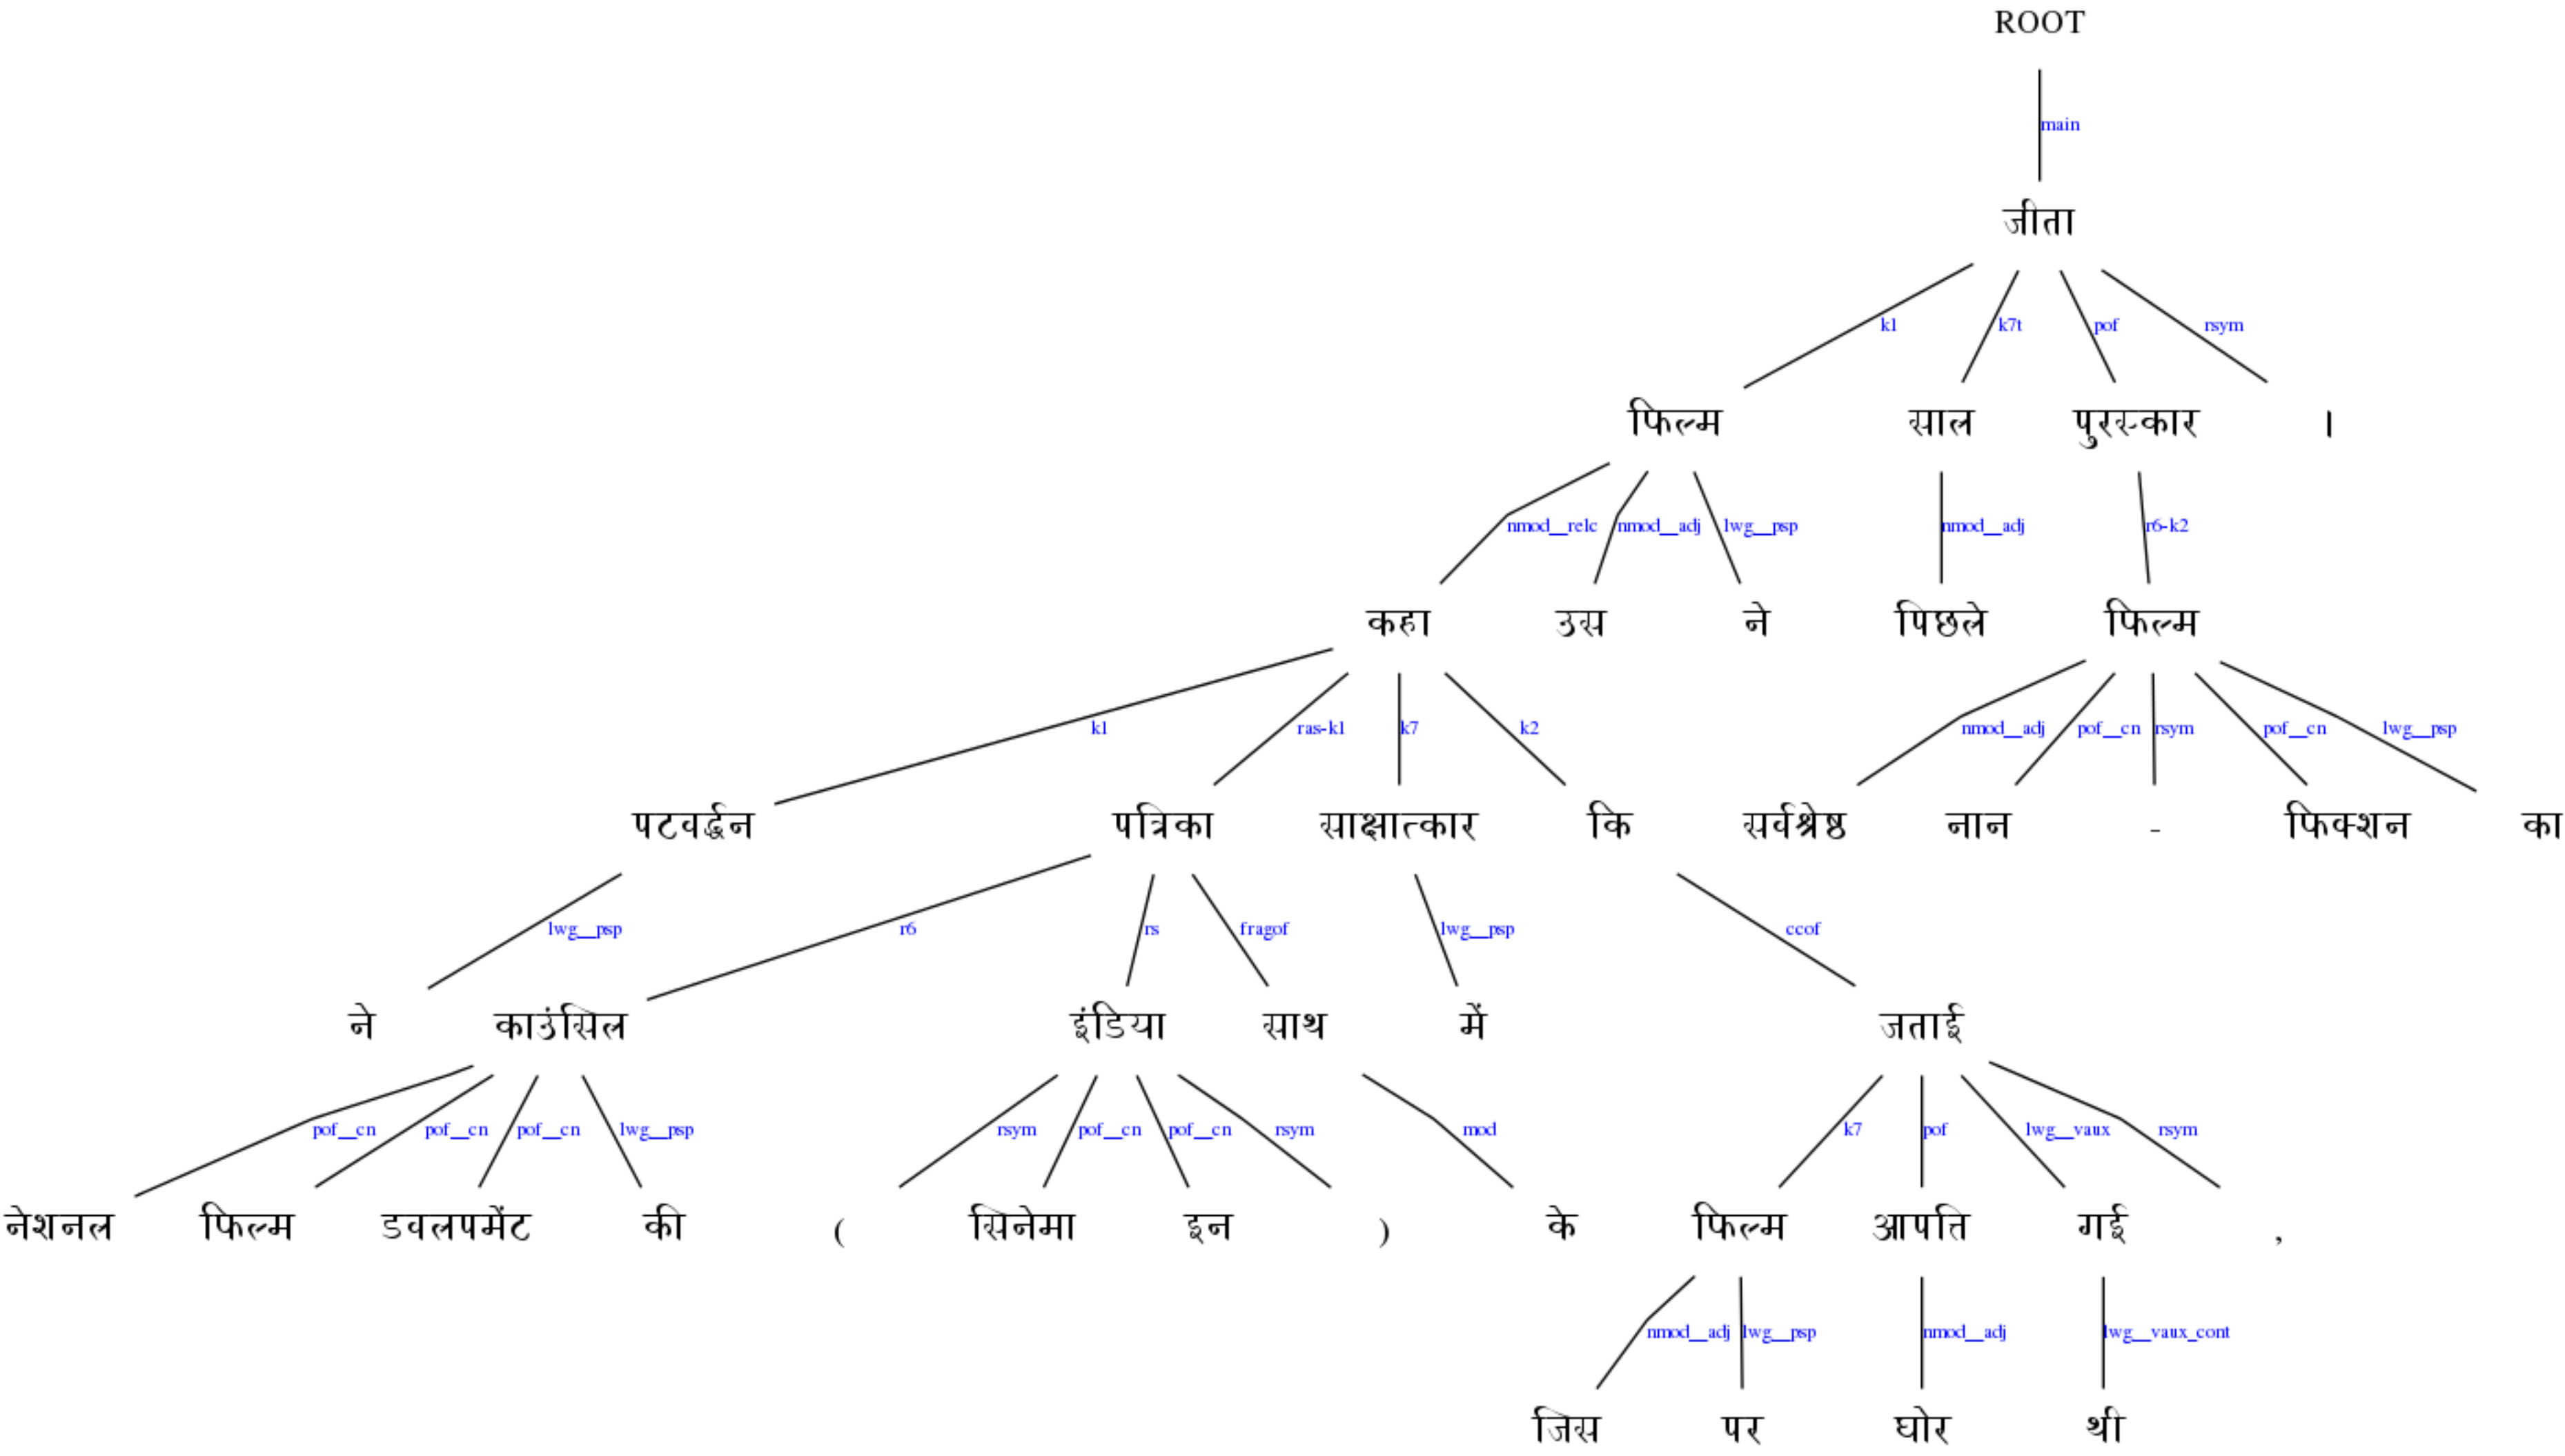 ROOT
main
जीता
k1 k7t pof rsym
फिल्म साल पुरस्कार ।
nmod__relc nmod__adj lwg__psp nmod__adj r6-k2
कहा उस ने पिछले फिल्म
k1 ras-k1 k7 k2 nmod__adj pof__cn rsym pof__cn lwg__psp
पटवर्द्धन पत्रिका साक्षात्कार कि सर्वश्रेष्ठ नान - फिक्शन का
lwg__psp r6 rs fragof lwg__psp ccof
ने काउंसिल इंडिया साथ में जताई
pof__cn pof__cn pof__cn lwg__psp rsym pof__cn pof__cn rsym mod k7 pof lwg__vaux rsym
नेशनल फिल्म डवलपमेंट की ( सिनेमा इन ) के फिल्म आपत्ति गई ,
nmod__adj lwg__psp nmod__adj lwg__vaux_cont
जिस पर घोर थी